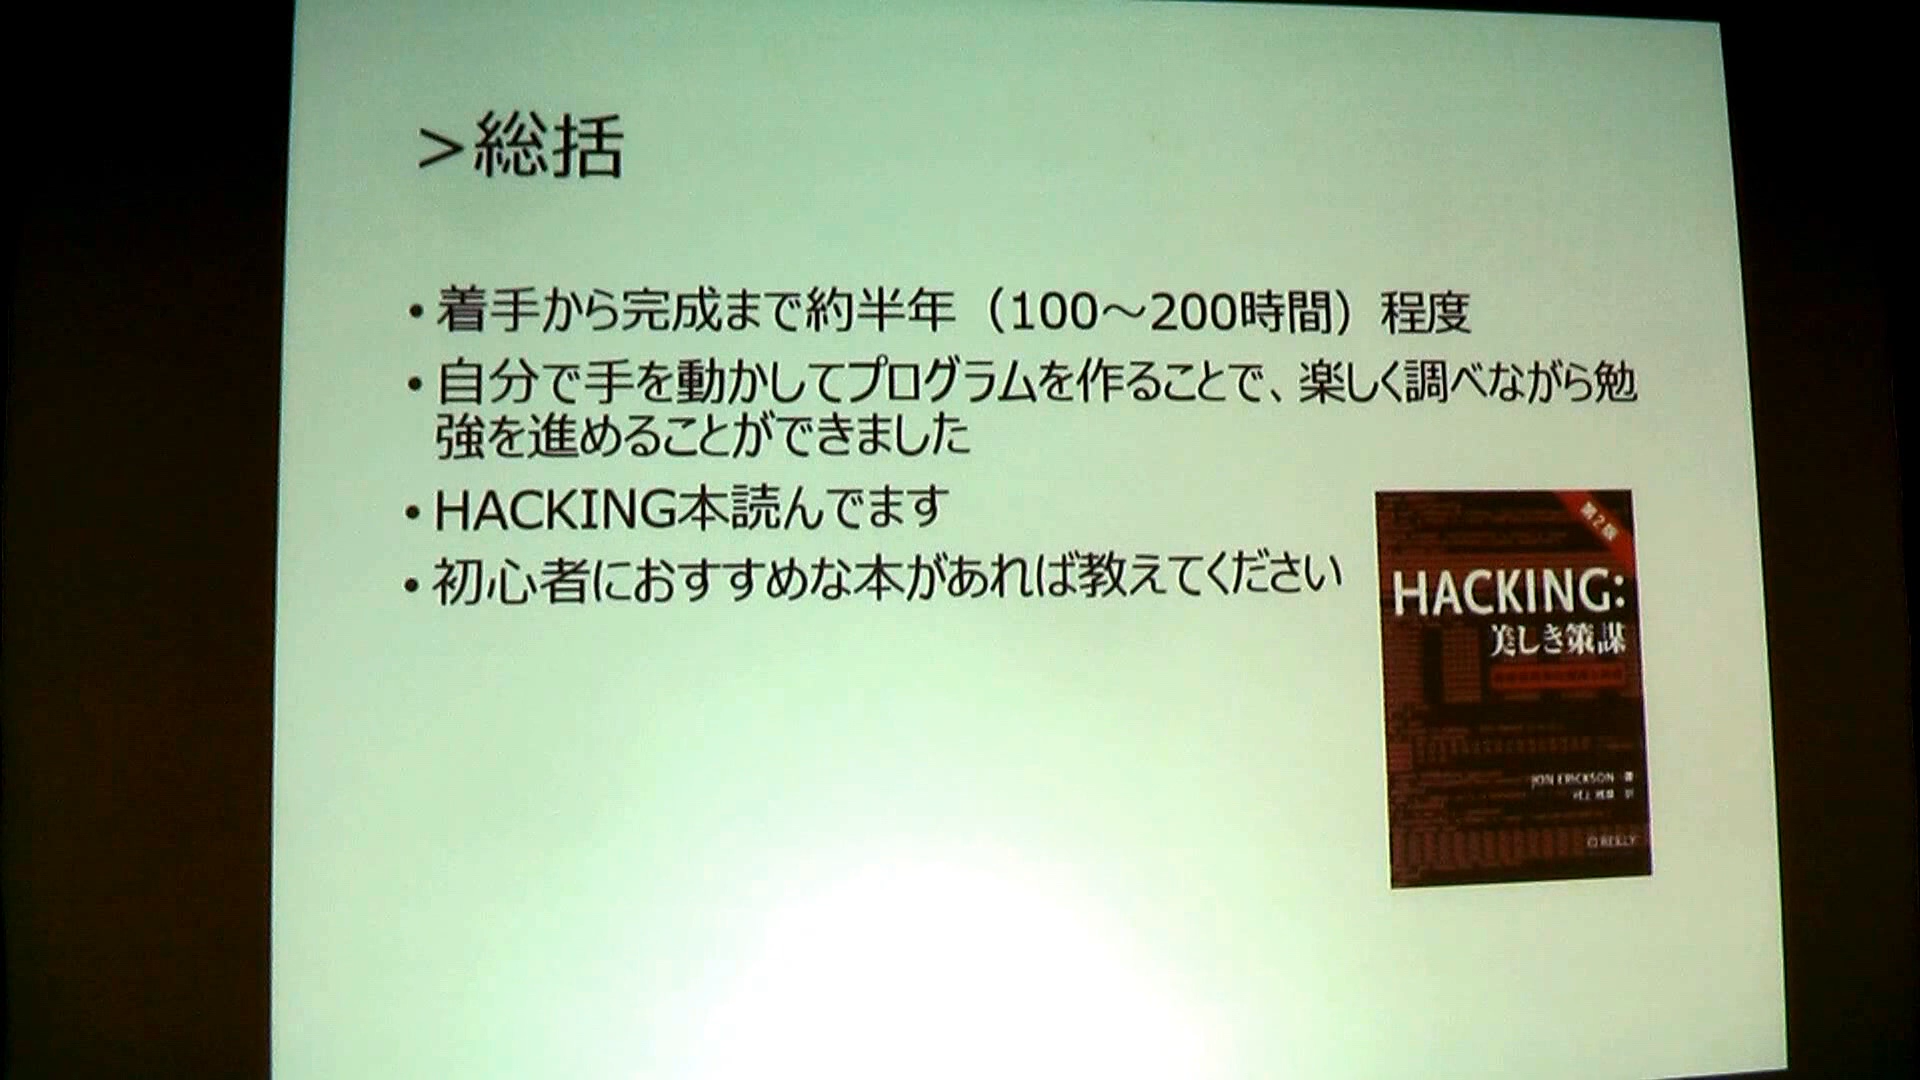 >総括
• 着手から完成まで約半年（100～200時間）程度
• 自分で手を動かしてプログラムを作ることで、楽しく調べながら勉
強を進めることができました
• HACKING本読んでます
• 初心者におすすめな本があれば教えてください
第2版
HACKING:
美しき策謀
JON ERICKSON 著
O'REILLY